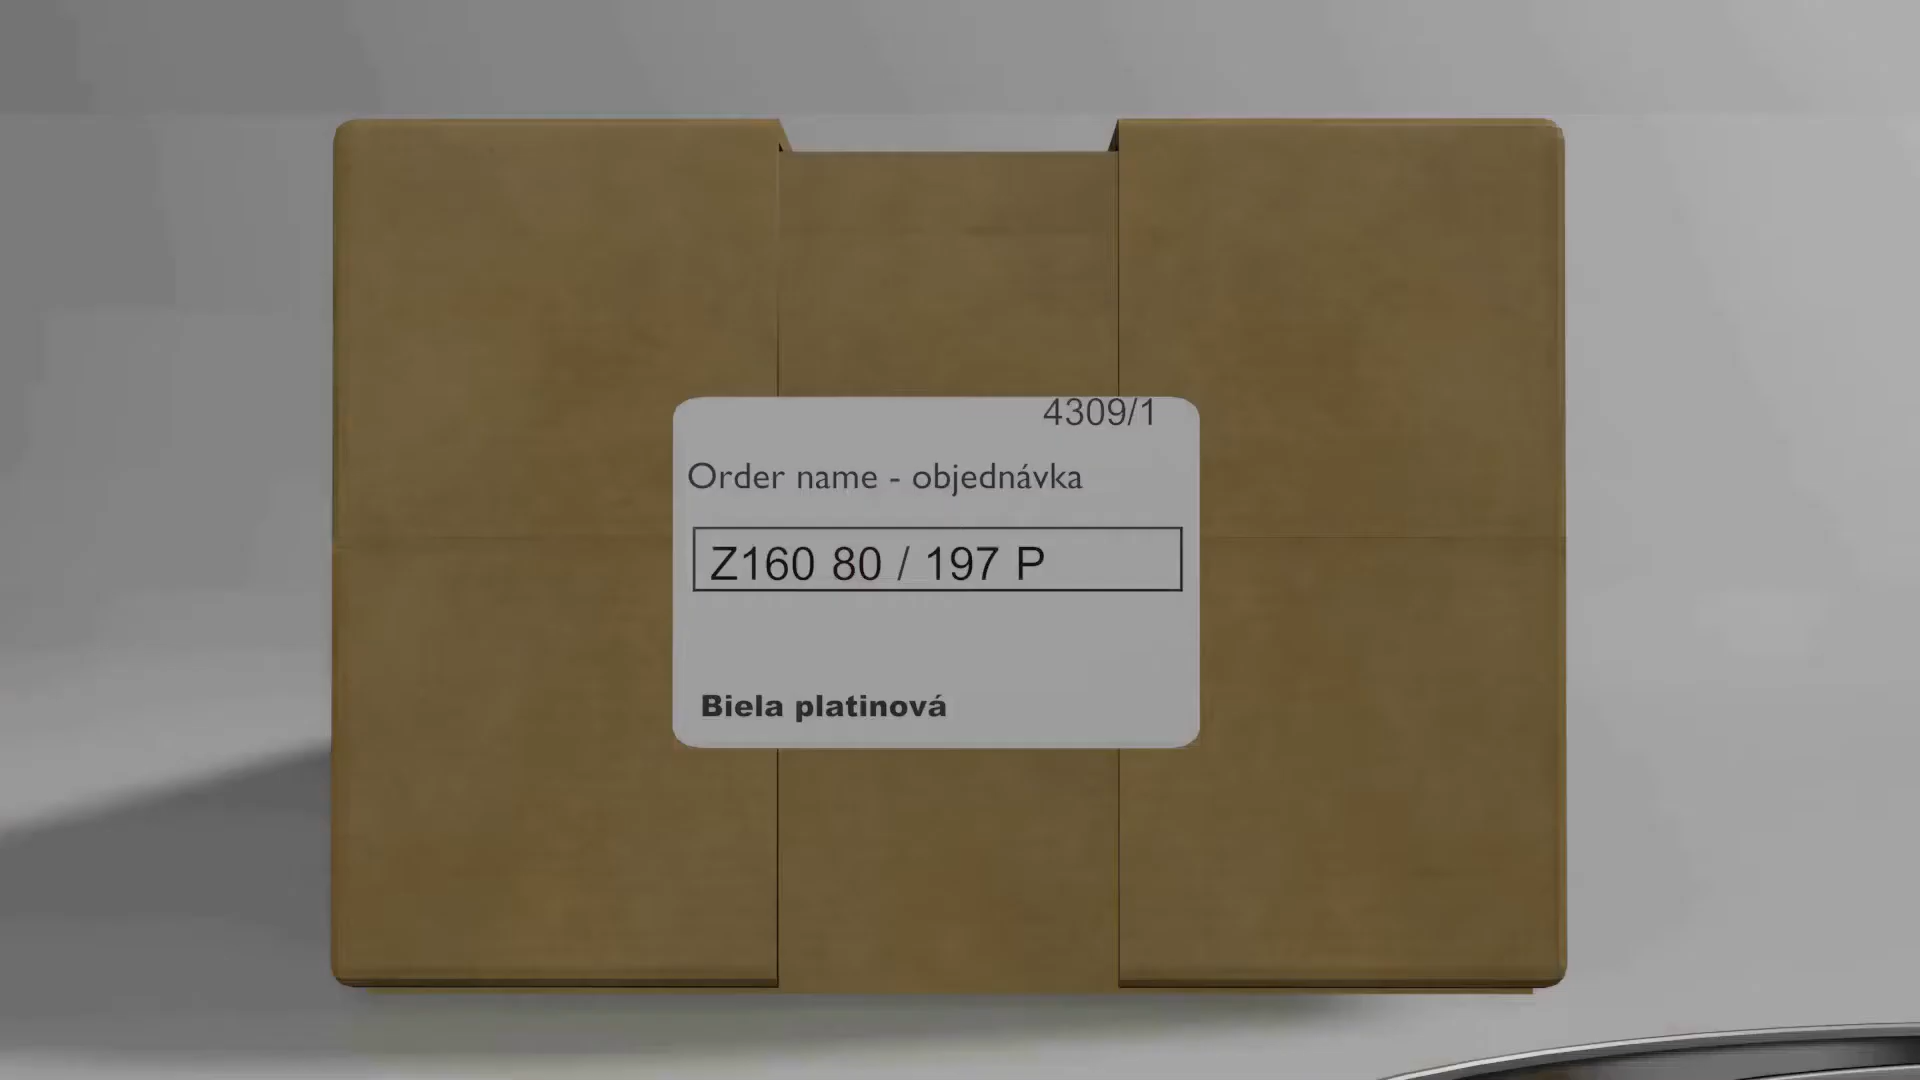 4309/1
Order name - objednávka
Z160 80 / 197 P
Biela platinová